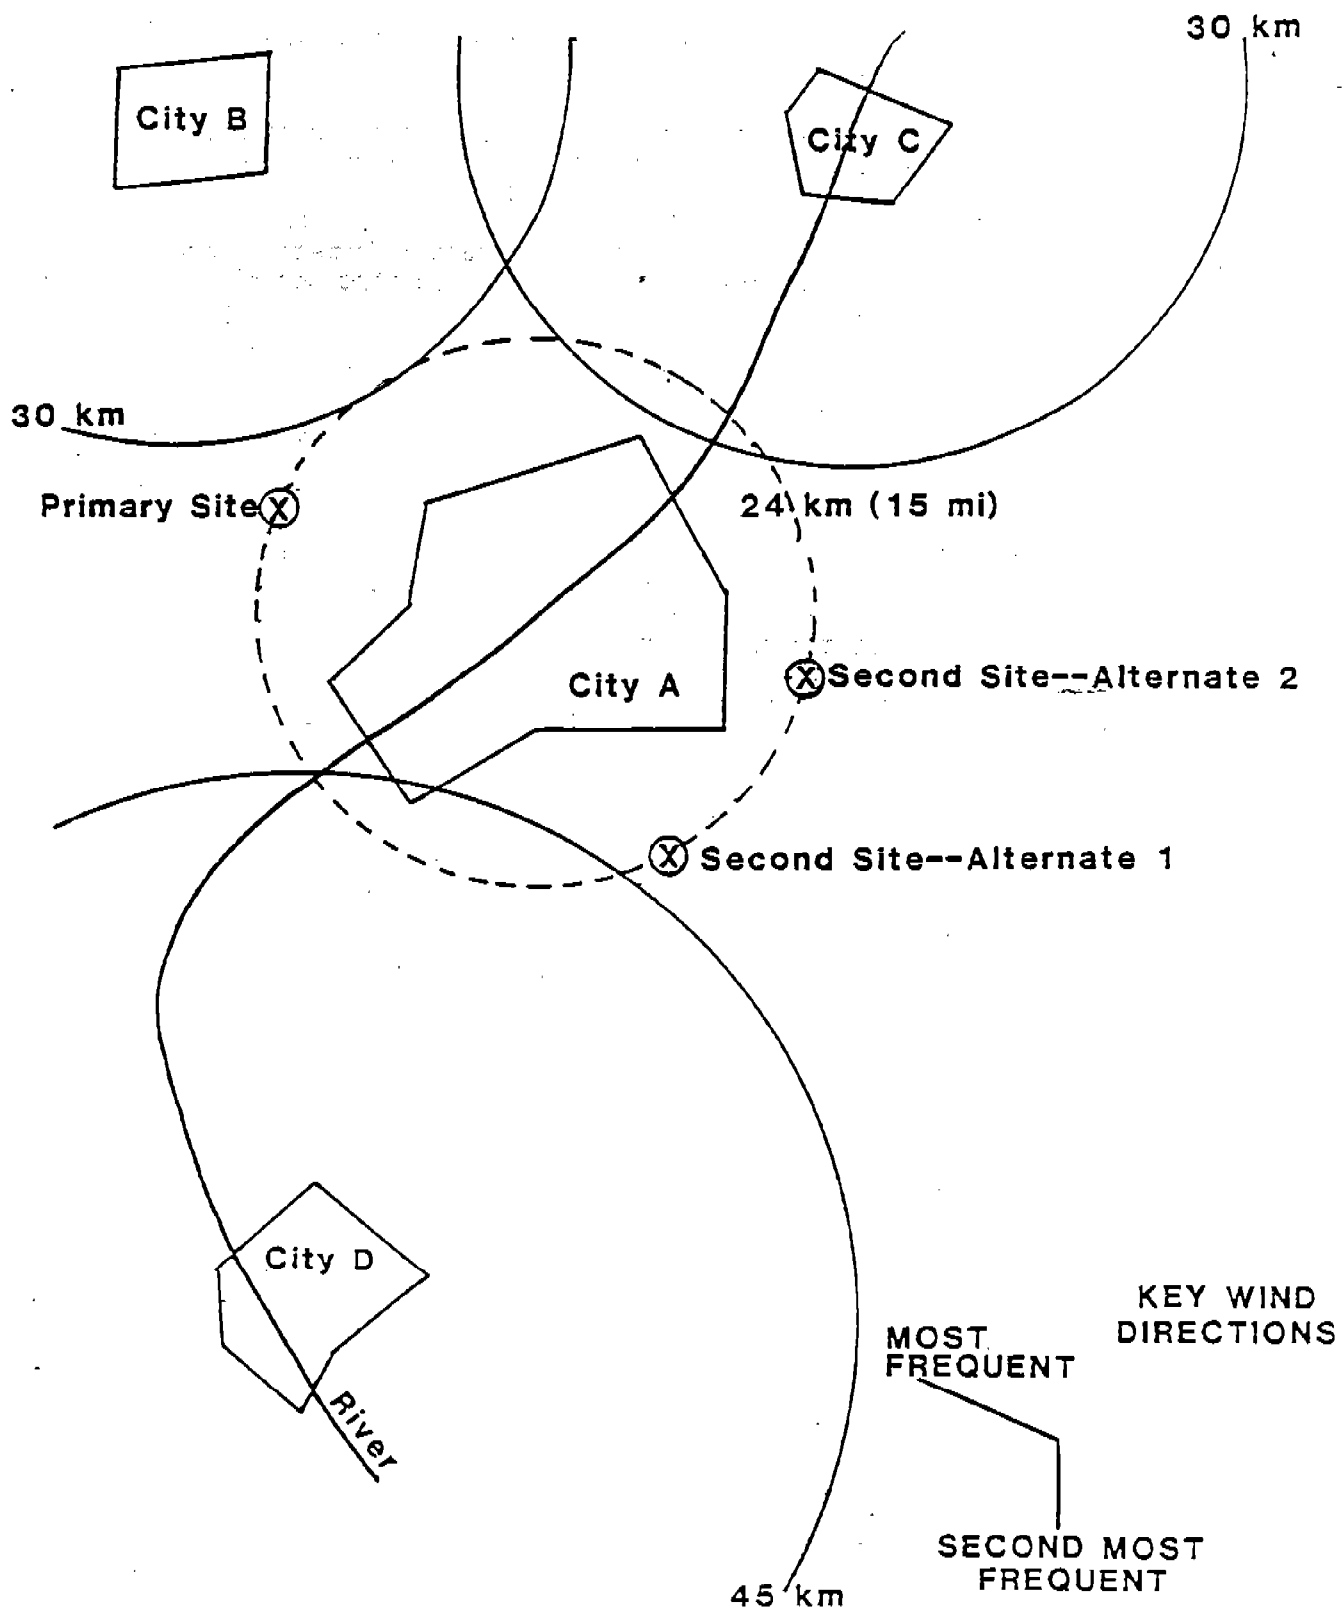 30 km
City B
City C
30 km
Primary Site X
24 km (15 mi)
City A
X Second Site--Alternate 2
X Second Site--Alternate 1
City D
River
KEY WIND
DIRECTIONS
MOST
FREQUENT
SECOND MOST
FREQUENT
45 km